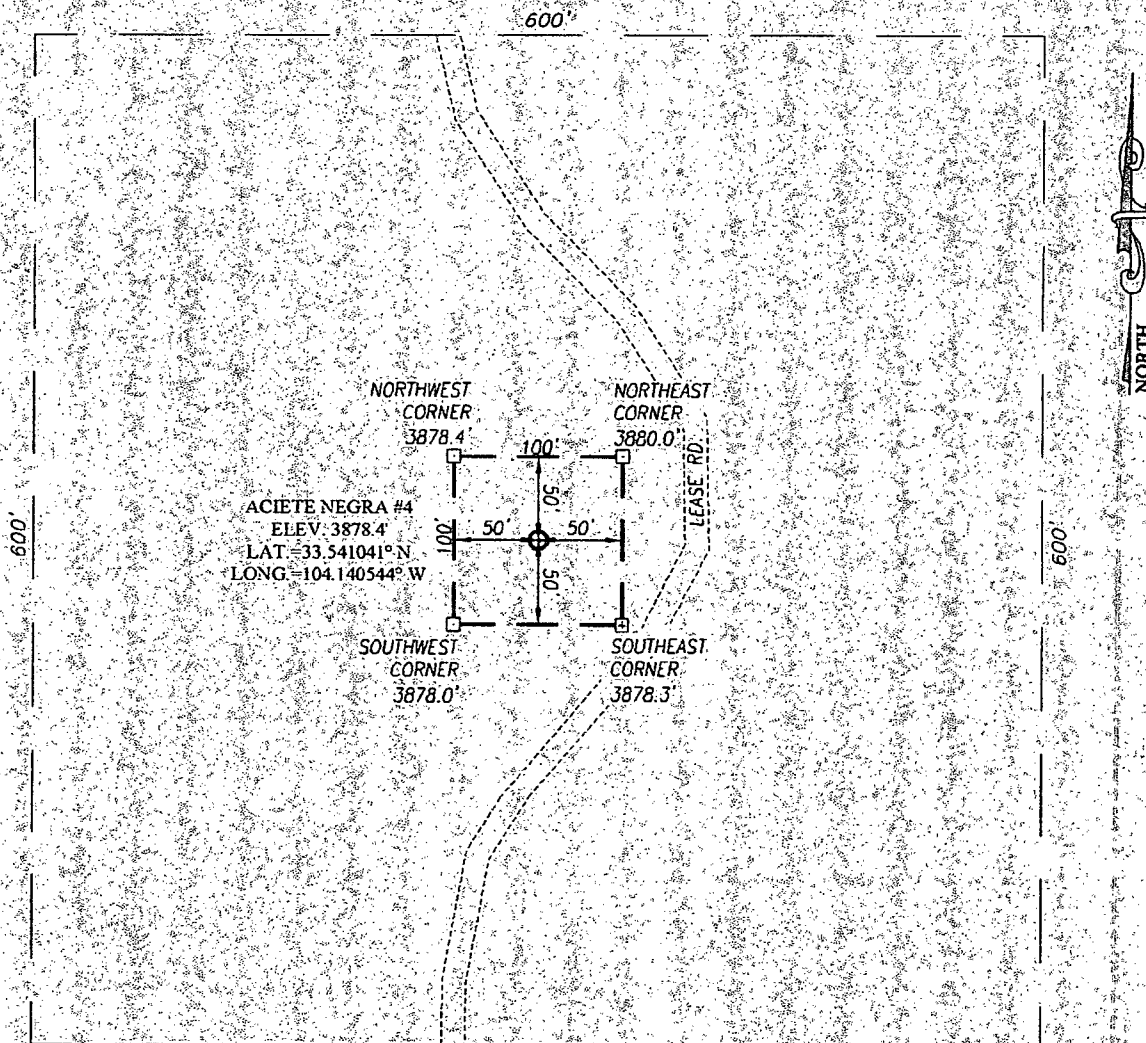 600'
NORTHWEST
CORNER
3878.4'
NORTHEAST
CORNER
3880.0'
100'
50'
LEASE RD.
ACIETE NEGRA #4
ELEV. 3878.4'
LAT.=33.541041° N
LONG.=104.140544° W
100'
50'
50'
600'
600'
50'
SOUTHWEST
CORNER
3878.0'
SOUTHEAST
CORNER
3878.3'
NORTH